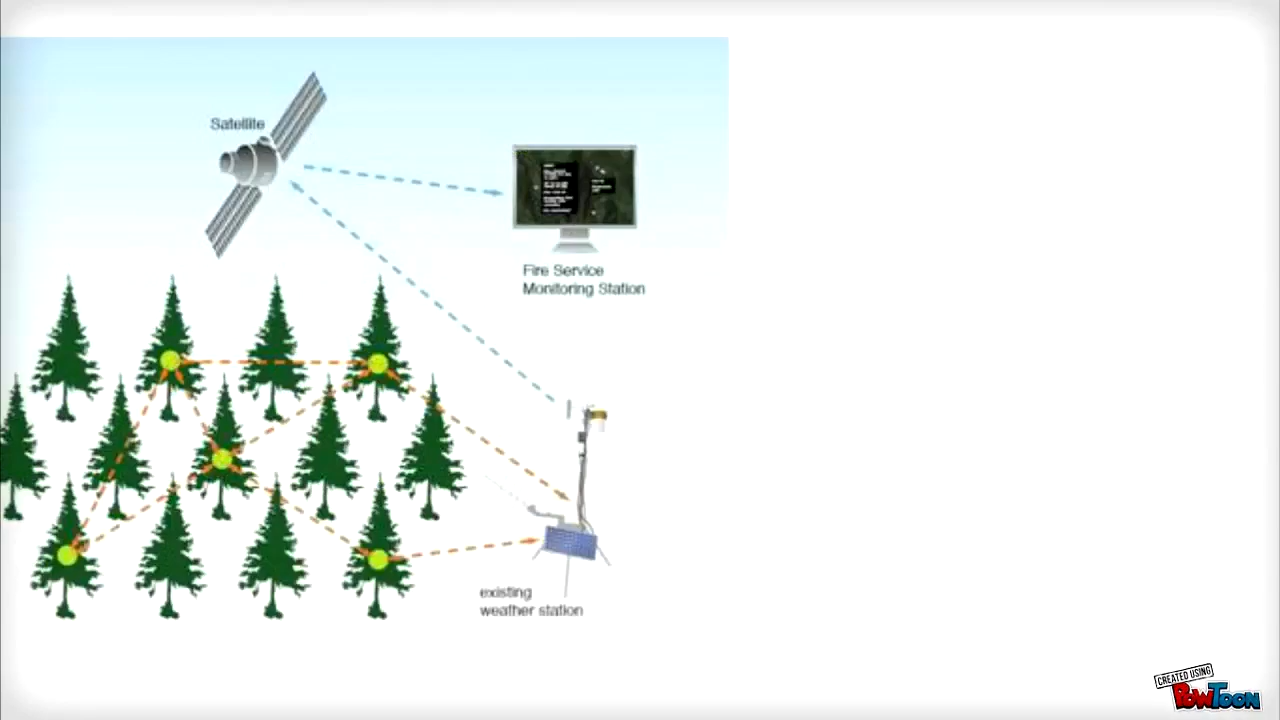 Satellite
Fire Service
Monitoring Station
existing
weather station
CREATED USING
POWTOON